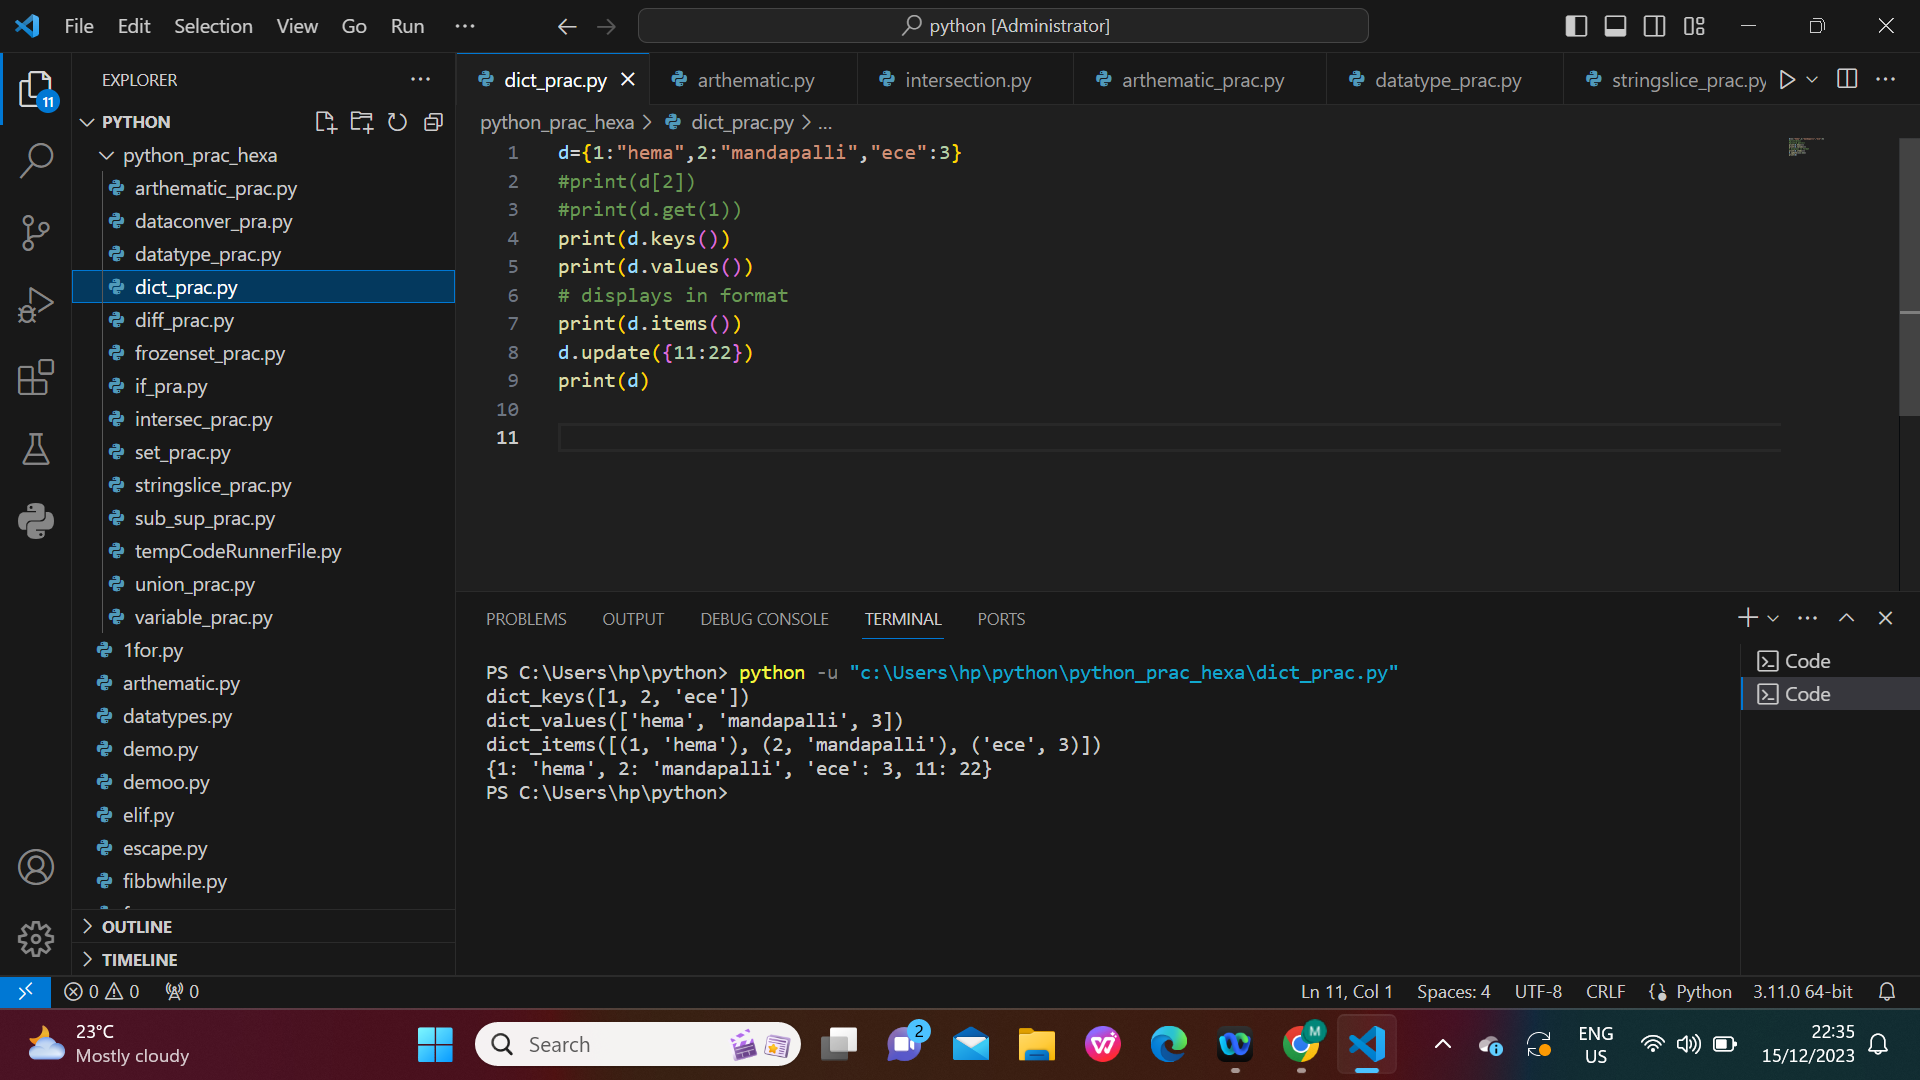 File Edit Selection View Go Run ...
python [Administrator]
EXPLORER
PYTHON
python_prac_hexa
arthematic_prac.py
dataconver_pra.py
datatype_prac.py
dict_prac.py
diff_prac.py
frozenset_prac.py
if_pra.py
intersec_prac.py
set_prac.py
stringslice_prac.py
sub_sup_prac.py
tempCodeRunnerFile.py
union_prac.py
variable_prac.py
1for.py
arthematic.py
datatypes.py
demo.py
demoo.py
elif.py
escape.py
fibbwhile.py
OUTLINE
TIMELINE
11
dict_prac.py arthematic.py intersection.py arthematic_prac.py datatype_prac.py stringslice_prac.py
python_prac_hexa > dict_prac.py > ...
1 d={1:"hema",2:"mandapalli","ece":3}
2 #print(d[2])
3 #print(d.get(1))
4 print(d.keys())
5 print(d.values())
6 # displays in format
7 print(d.items())
8 d.update({11:22})
9 print(d)
10
11
PROBLEMS OUTPUT DEBUG CONSOLE TERMINAL PORTS
PS C:\Users\hp\python> python -u "c:\Users\hp\python\python_prac_hexa\dict_prac.py"
dict_keys([1, 2, 'ece'])
dict_values(['hema', 'mandapalli', 3])
dict_items([(1, 'hema'), (2, 'mandapalli'), ('ece', 3)])
{1: 'hema', 2: 'mandapalli', 'ece': 3, 11: 22}
PS C:\Users\hp\python>
Code
Code
0 0 0 Ln 11, Col 1 Spaces: 4 UTF-8 CRLF Python 3.11.0 64-bit
23°C
Mostly cloudy
Search
2
M
ENG
US
22:35
15/12/2023